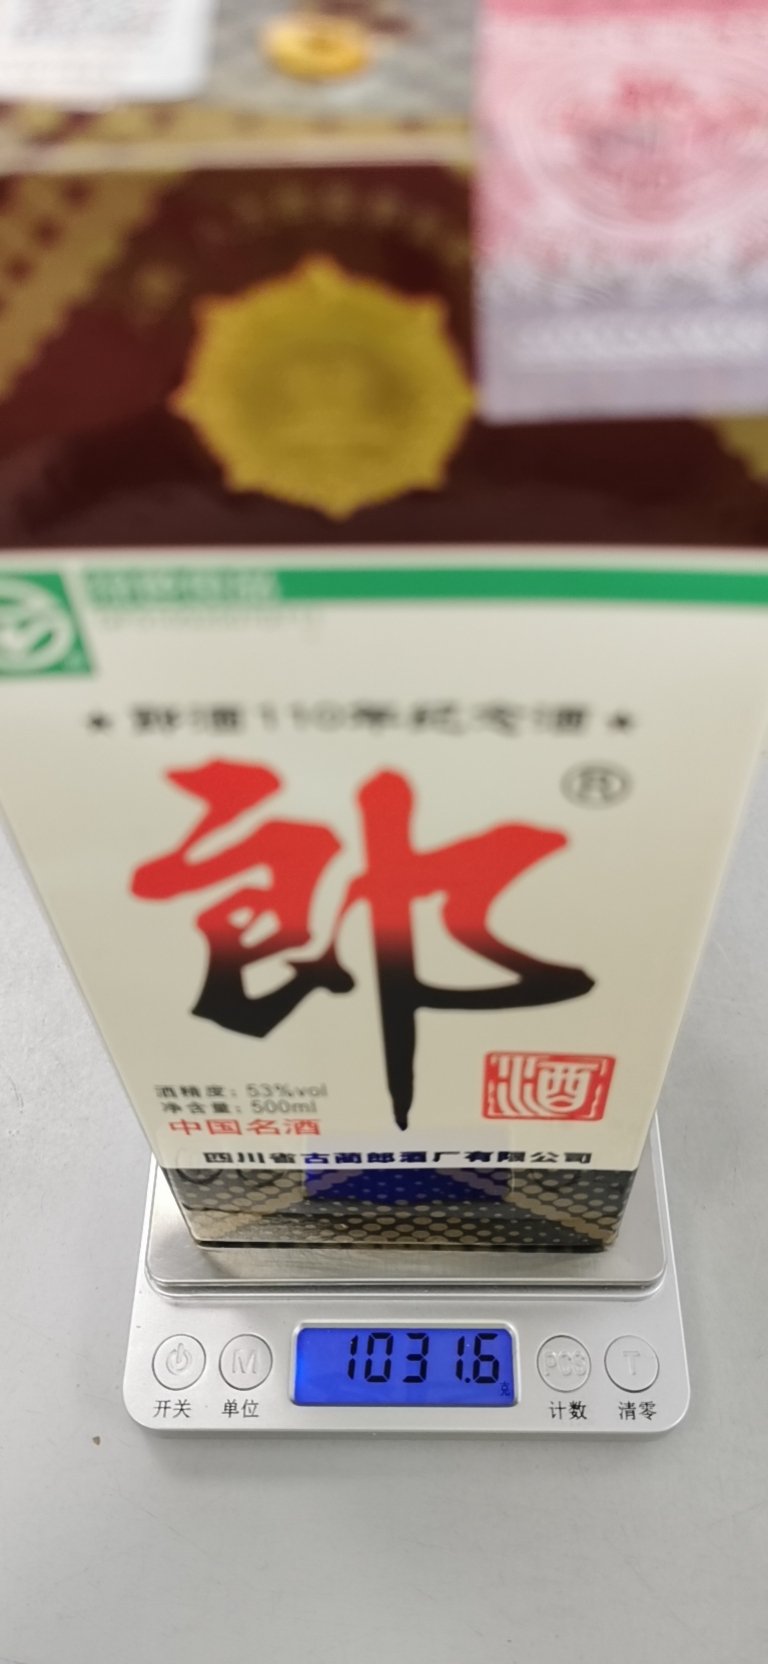 郎酒110年纪念酒
郎®
酒
酒精度：53%vol
净含量：500ml
中国名酒
四川省古蔺郎酒厂有限公司
1031.6
克
M
PCS
T
开关
单位
计数
清零